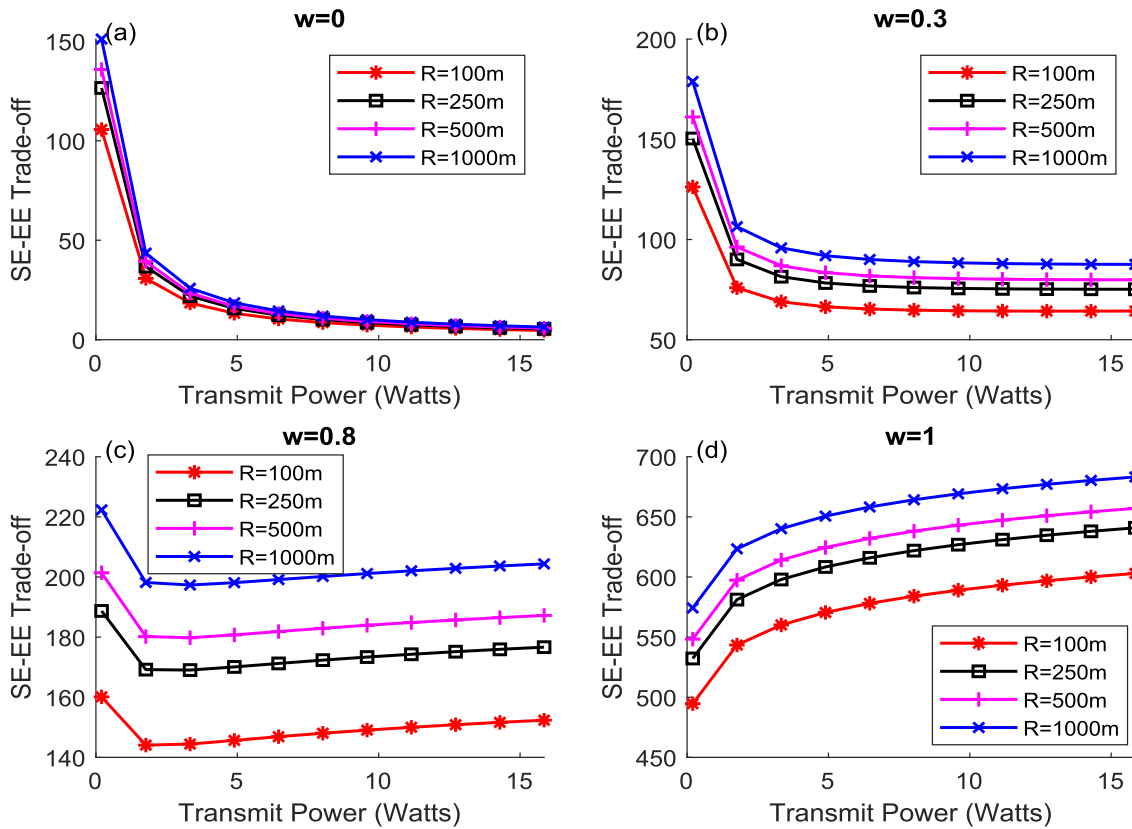 w=0
(a)
150
100
50
0
SE-EE Trade-off
R=100m
R=250m
R=500m
R=1000m
0 5 10 15
Transmit Power (Watts)
w=0.3
(b)
200
150
100
50
SE-EE Trade-off
R=100m
R=250m
R=500m
R=1000m
0 5 10 15
Transmit Power (Watts)
w=0.8
(c)
240
220
200
180
160
140
SE-EE Trade-off
R=100m
R=250m
R=500m
R=1000m
0 5 10 15
Transmit Power (Watts)
w=1
(d)
700
650
600
550
500
450
SE-EE Trade-off
R=100m
R=250m
R=500m
R=1000m
0 5 10 15
Transmit Power (Watts)